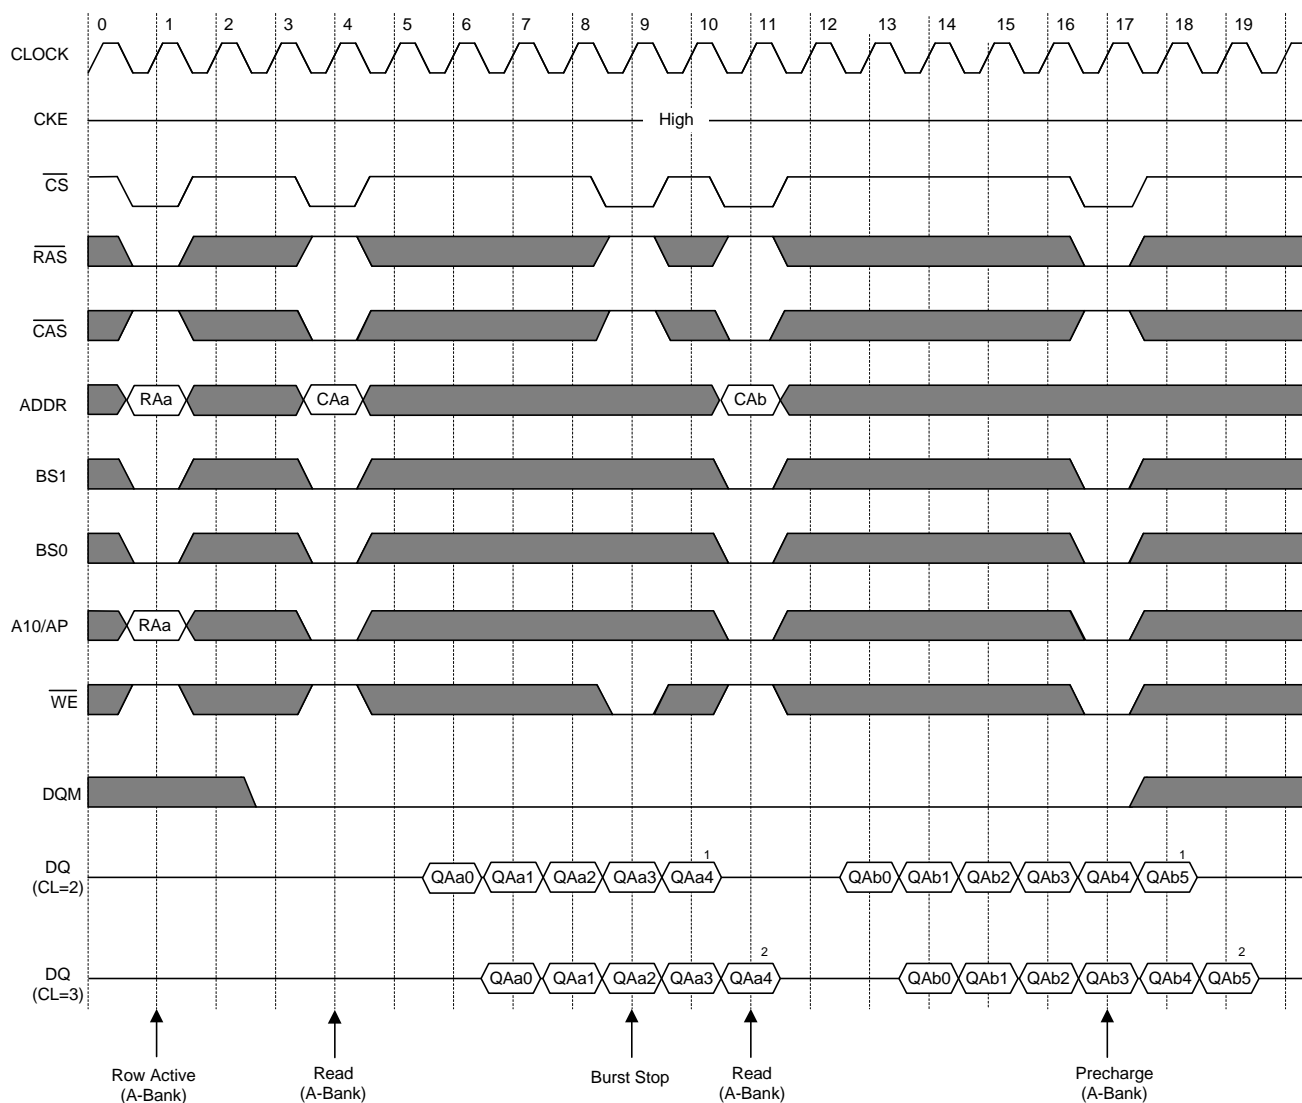 0 1 2 3 4 5 6 7 8 9 10 11 12 13 14 15 16 17 18 19
CLOCK
CKE High
CS
RAS
CAS
ADDR RAa CAa CAb
BS1
BS0
A10/AP RAa
WE
DQM
1 1
DQ
(CL=2) QAa0 QAa1 QAa2 QAa3 QAa4 QAb0 QAb1 QAb2 QAb3 QAb4 QAb5
2 2
DQ
(CL=3) QAa0 QAa1 QAa2 QAa3 QAa4 QAb0 QAb1 QAb2 QAb3 QAb4 QAb5
Row Active
(A-Bank)
Read
(A-Bank)
Burst Stop
Read
(A-Bank)
Precharge
(A-Bank)